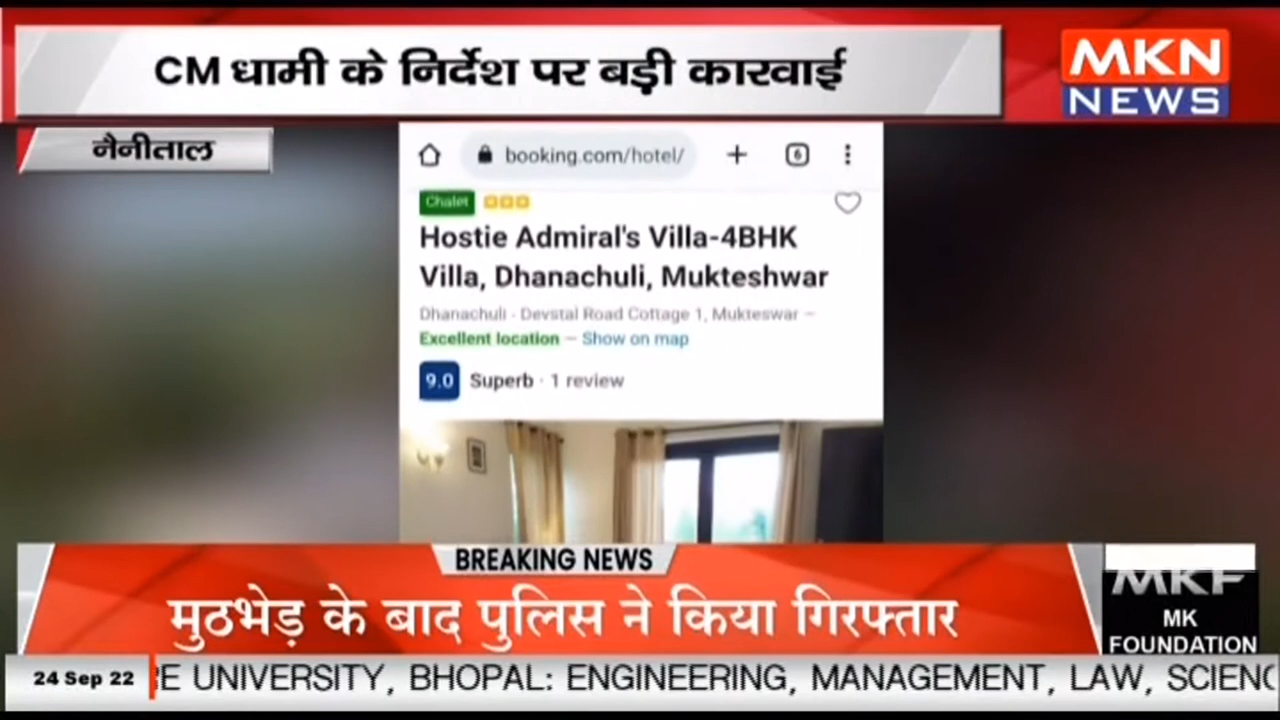 CM धामी के निर्देश पर बड़ी कारवाई
MKN
NEWS
नैनीताल
booking.com/hotel/
6
Chalet
Hostie Admiral's Villa-4BHK
Villa, Dhanachuli, Mukteshwar
Dhanachuli - Devstal Road Cottage 1, Mukteswar –
Excellent location – Show on map
9.0 Superb · 1 review
BREAKING NEWS
मुठभेड़ के बाद पुलिस ने किया गिरफ्तार
MKF
MK
FOUNDATION
24 Sep 22
E UNIVERSITY, BHOPAL: ENGINEERING, MANAGEMENT, LAW, SCIENC